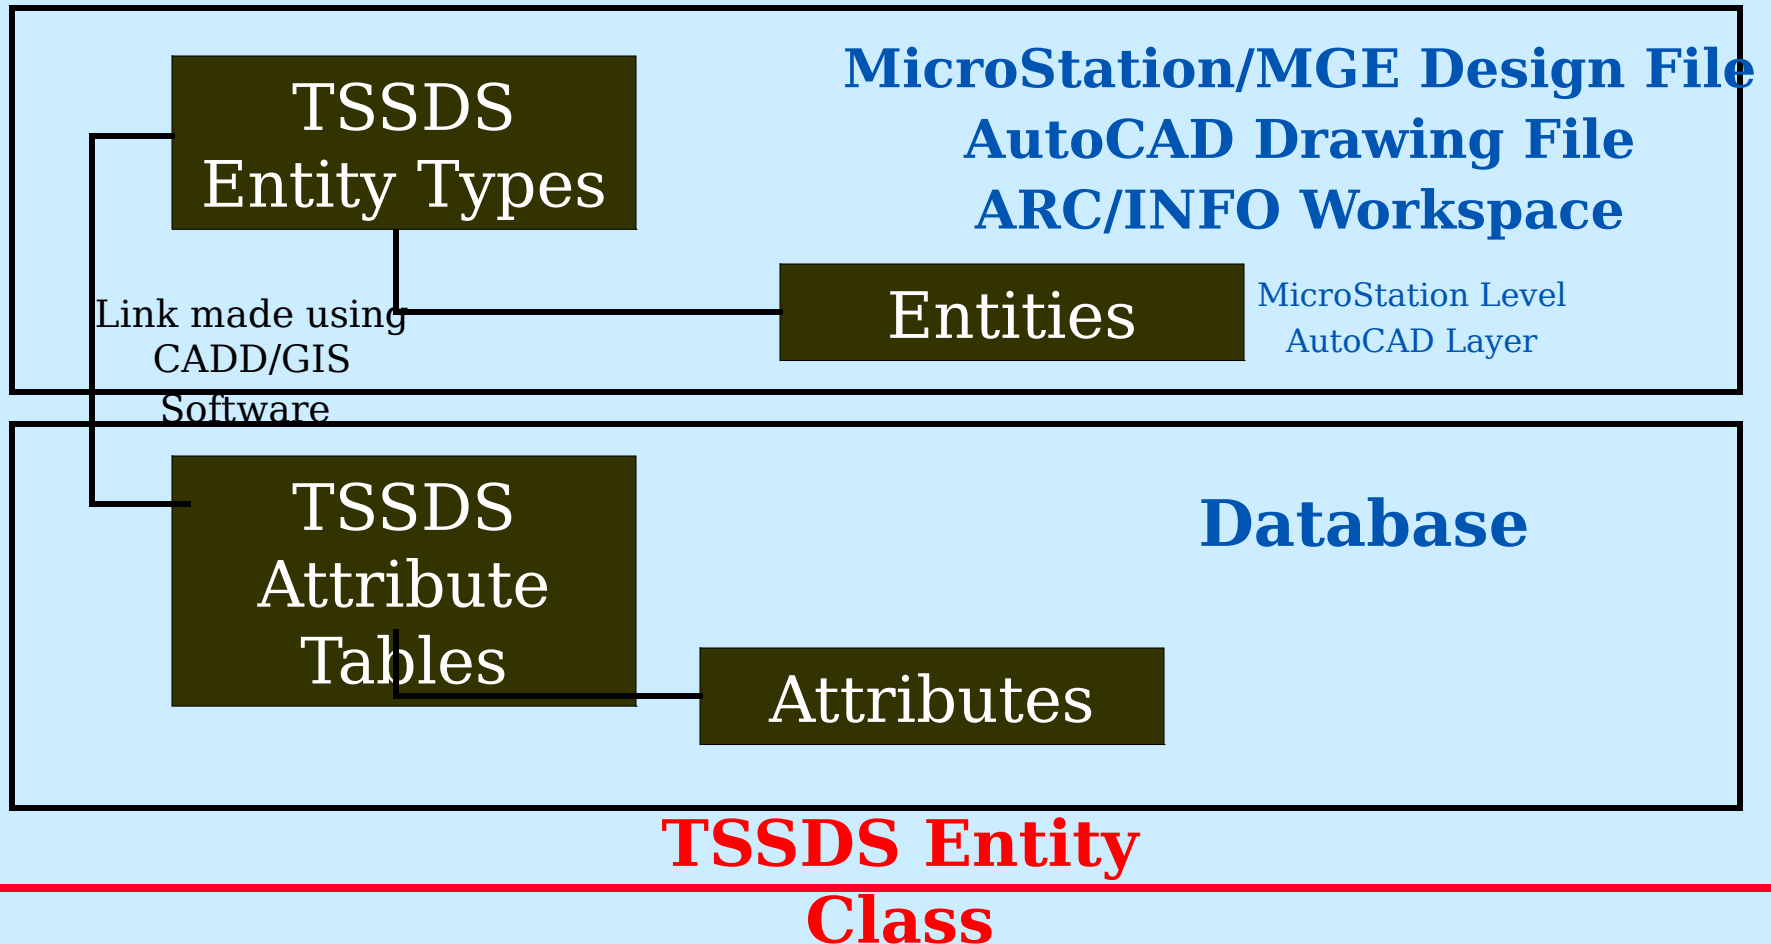 TSSDS
Entity Types
MicroStation/MGE Design File
AutoCAD Drawing File
ARC/INFO Workspace
Entities
MicroStation Level
AutoCAD Layer
Link made using
CADD/GIS
Software
TSSDS
Attribute
Tables
Database
Attributes
TSSDS Entity
Class